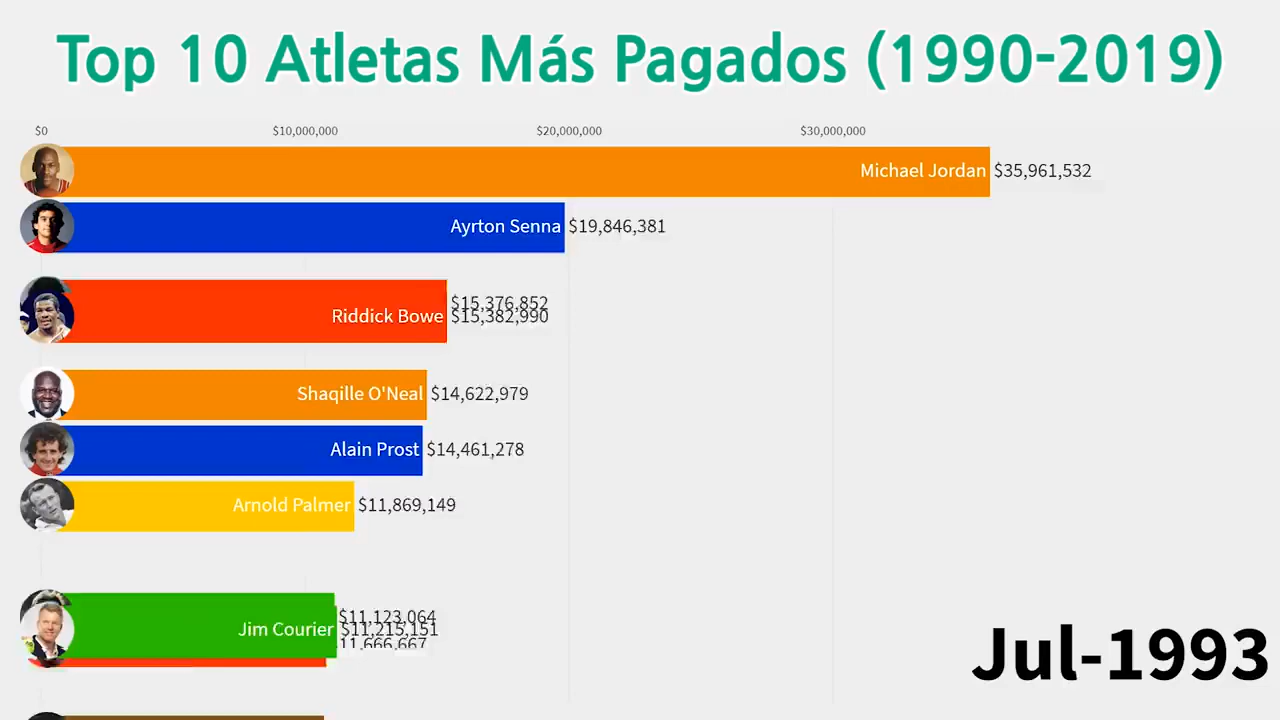 Top 10 Atletas Más Pagados (1990-2019)
$0 $10,000,000 $20,000,000 $30,000,000
Michael Jordan $35,961,532
Ayrton Senna $19,846,381
$15,376,852
Riddick Bowe $15,382,990
Shaqille O'Neal $14,622,979
Alain Prost $14,461,278
Arnold Palmer $11,869,149
$11,123,064
Jim Courier $11,215,151
11,666,667
Jul-1993